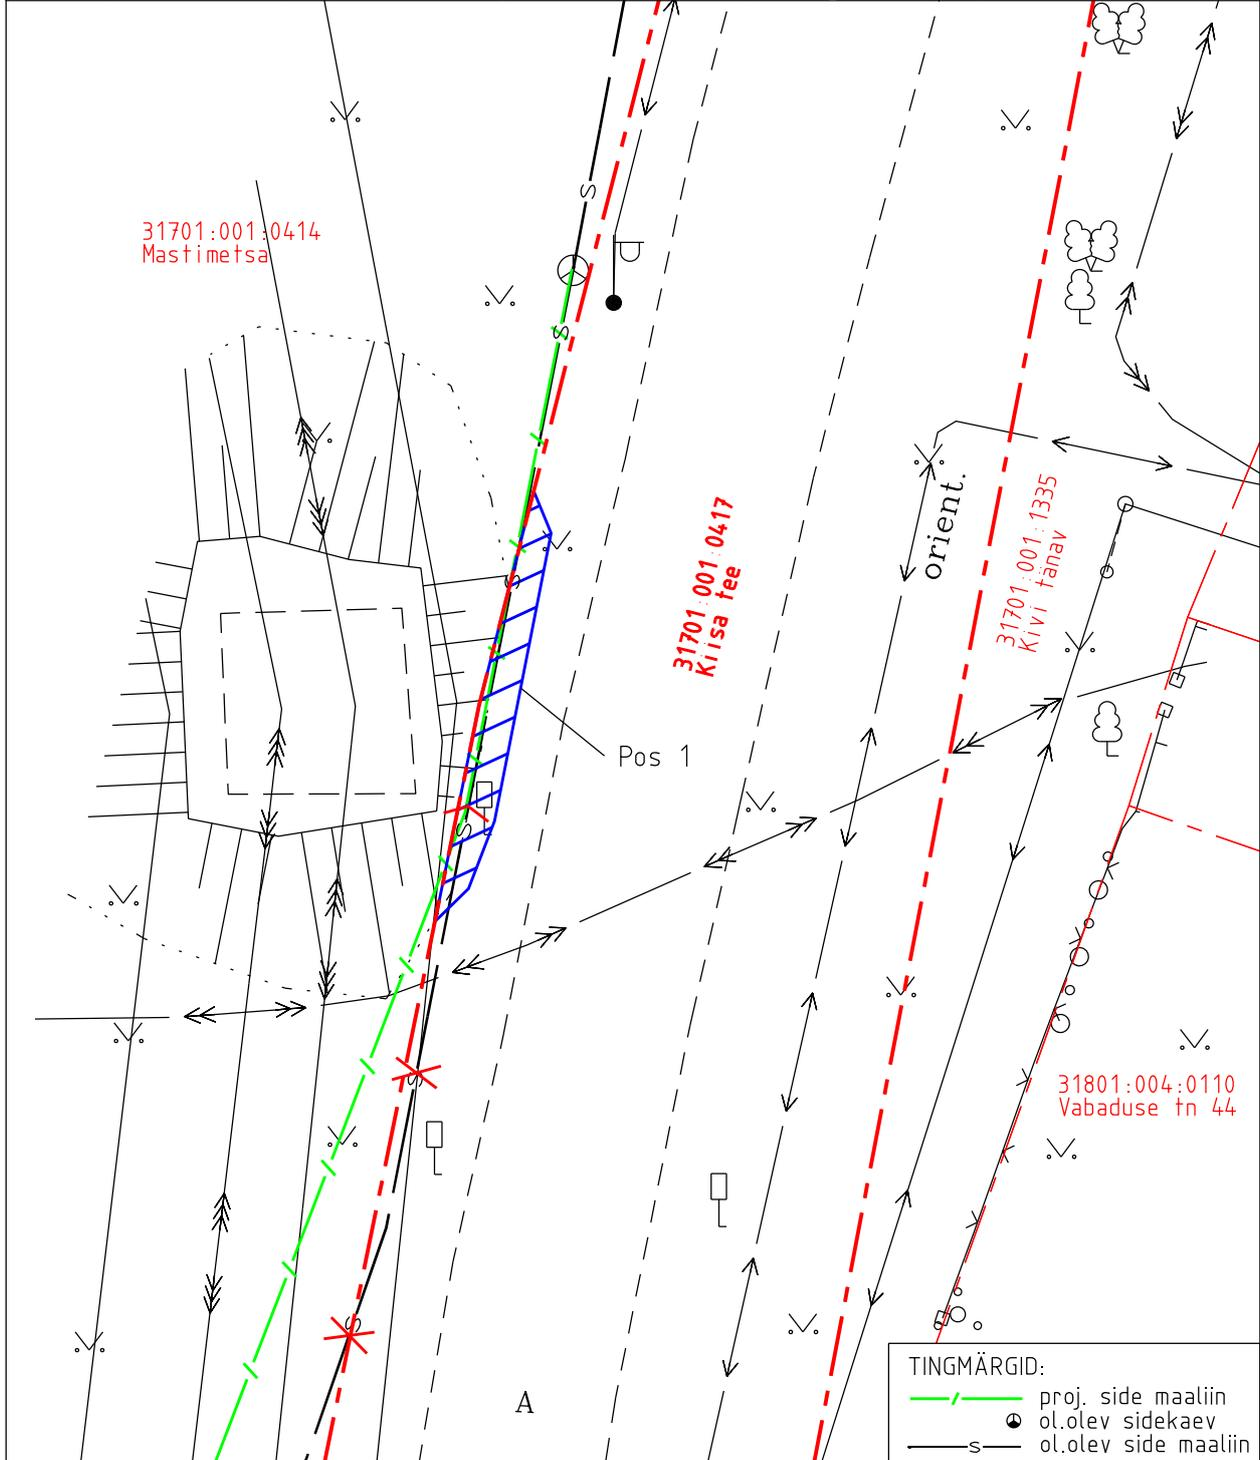 31701:001:0414
Mastimetsa
31701:001:0417
Kiisa tee
orient.
31701:001:1335
Kivi tänav
Pos 1
31801:004:0110
Vabaduse tn 44
A
S
S
S
S
S
S
TINGMÄRGID:
proj. side maaliin
ol.olev sidekaev
S
ol.olev side maaliin